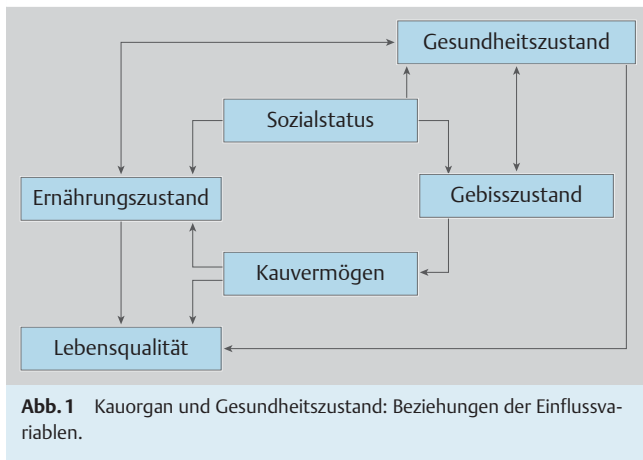 Gesundheitszustand
Sozialstatus
Ernährungszustand
Gebisszustand
Kauvermögen
Lebensqualität
Abb. 1 Kauorgan und Gesundheitszustand: Beziehungen der Einflussva-
riablen.